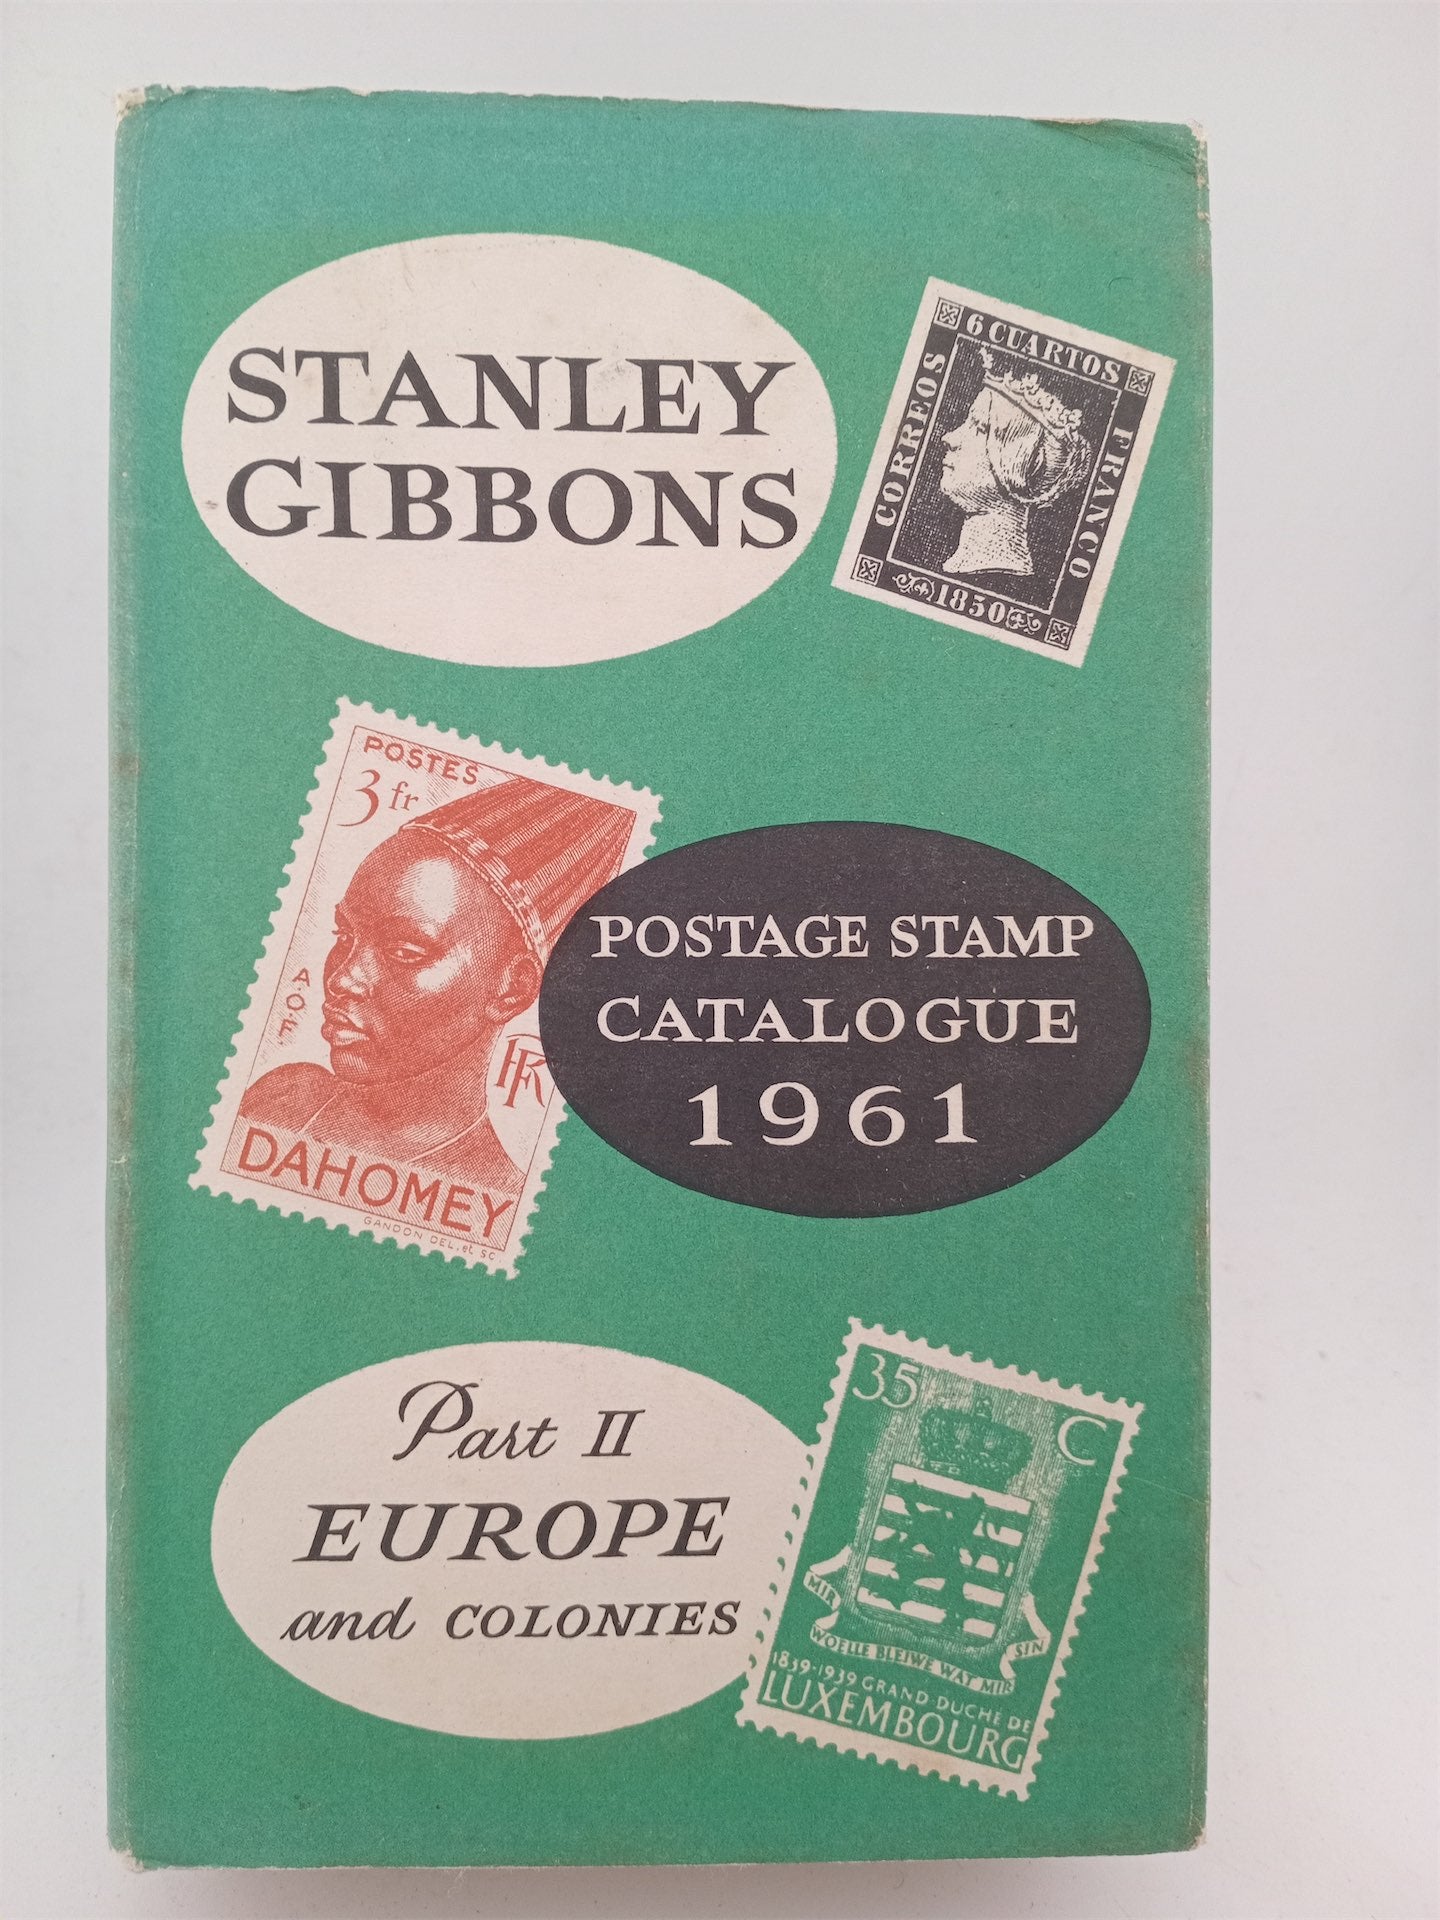 STANLEY
GIBBONS
6 CUARTOS
CORREOS
FRANCO
1850
POSTES
3 fr
A.O.F.
RF
DAHOMEY
GANDON DEL. et SC.
POSTAGE STAMP
CATALOGUE
1961
Part II
EUROPE
and COLONIES
35 C
MIR WOELLE BLEIWE WAT MIR SIN
1839-1939 GRAND-DUCHÉ DE
LUXEMBOURG